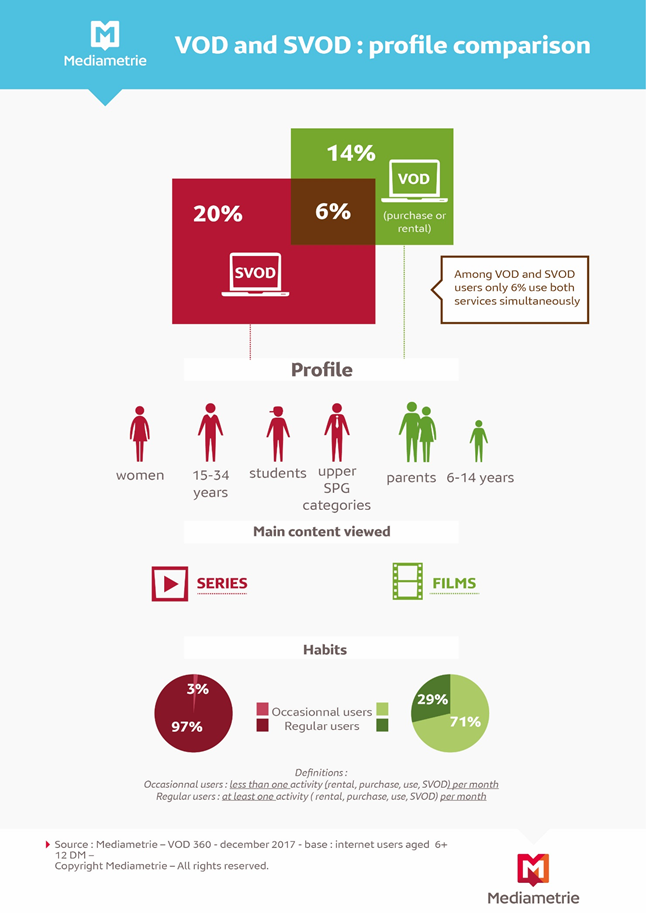 VOD and SVOD : profile comparison
Mediametrie
14%
VOD
(purchase or
rental)
20%
6%
SVOD
Among VOD and SVOD
users only 6% use both
services simultaneously
Profile
women
15-34
years
students
upper
SPG
categories
parents
6-14 years
Main content viewed
SERIES
FILMS
Habits
3%
97%
Occasionnal users
Regular users
29%
71%
Definitions :
Occasionnal users : less than one activity (rental, purchase, use, SVOD) per month
Regular users : at least one activity ( rental, purchase, use, SVOD) per month
Source : Mediametrie – VOD 360 - december 2017 - base : internet users aged 6+
12 DM –
Copyright Mediametrie – All rights reserved.
Mediametrie